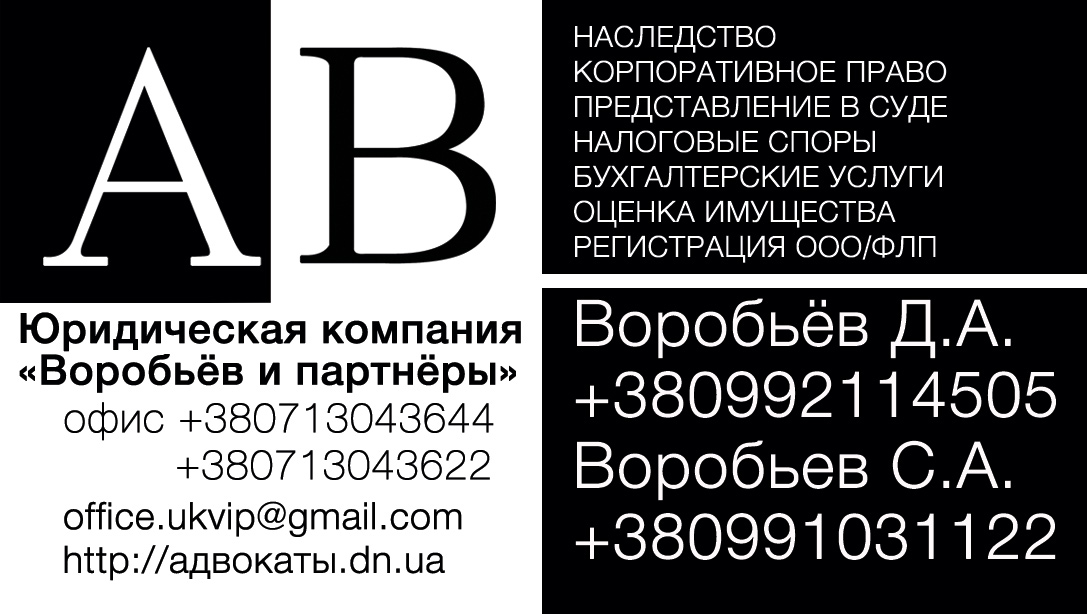 АВ
Юридическая компания
«Воробьёв и партнёры»
офис +380713043644
+380713043622
office.ukvip@gmail.com
http://адвокаты.dn.ua
НАСЛЕДСТВО
КОРПОРАТИВНОЕ ПРАВО
ПРЕДСТАВЛЕНИЕ В СУДЕ
НАЛОГОВЫЕ СПОРЫ
БУХГАЛТЕРСКИЕ УСЛУГИ
ОЦЕНКА ИМУЩЕСТВА
РЕГИСТРАЦИЯ ООО/ФЛП
Воробьёв Д.А.
+380992114505
Воробьев С.А.
+380991031122